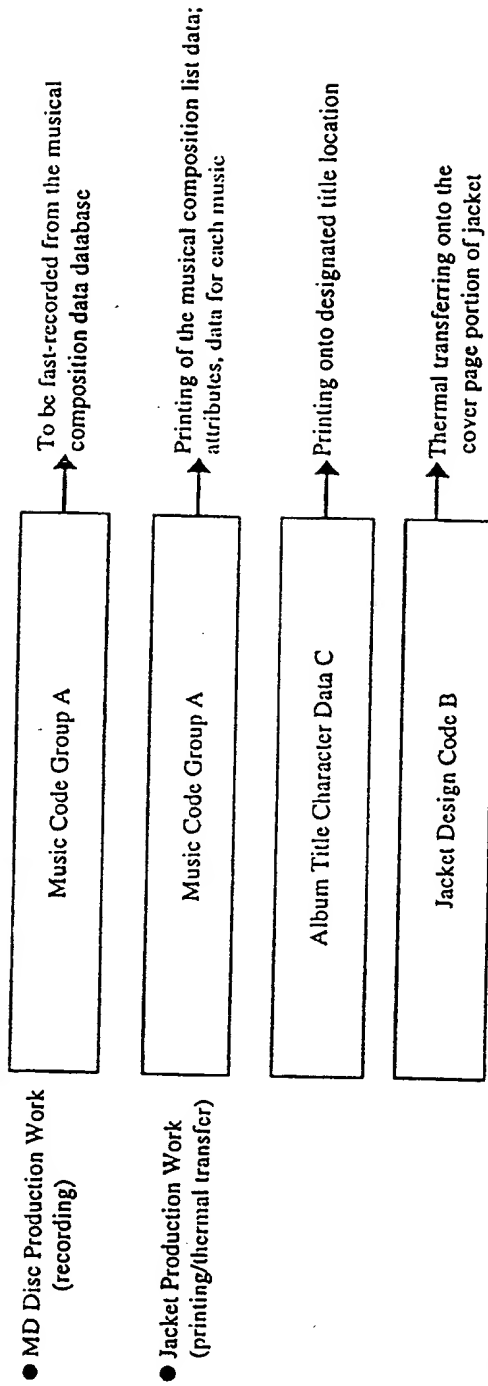 ● MD Disc Production Work
(recording)
Music Code Group A
To be fast-recorded from the musical
composition data database
● Jacket Production Work
(printing/thermal transfer)
Music Code Group A
Printing of the musical composition list data;
attributes, data for each music
Album Title Character Data C
Printing onto designated title location
Jacket Design Code B
Thermal transferring onto the
cover page portion of jacket